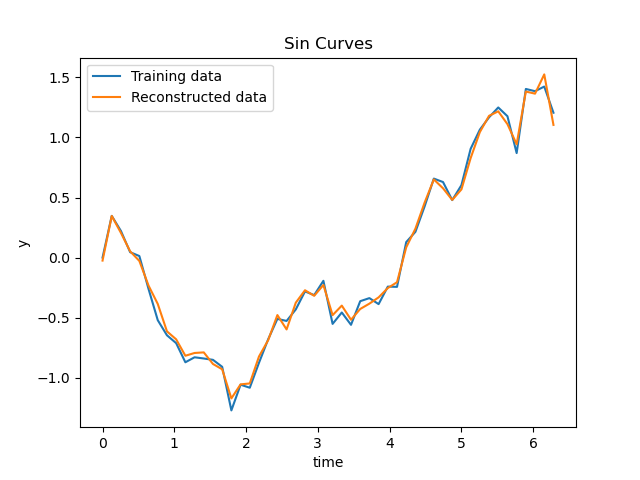 Sin Curves
Training data
Reconstructed data
1.5
1.0
0.5
0.0
−0.5
−1.0
y
0 1 2 3 4 5 6
time